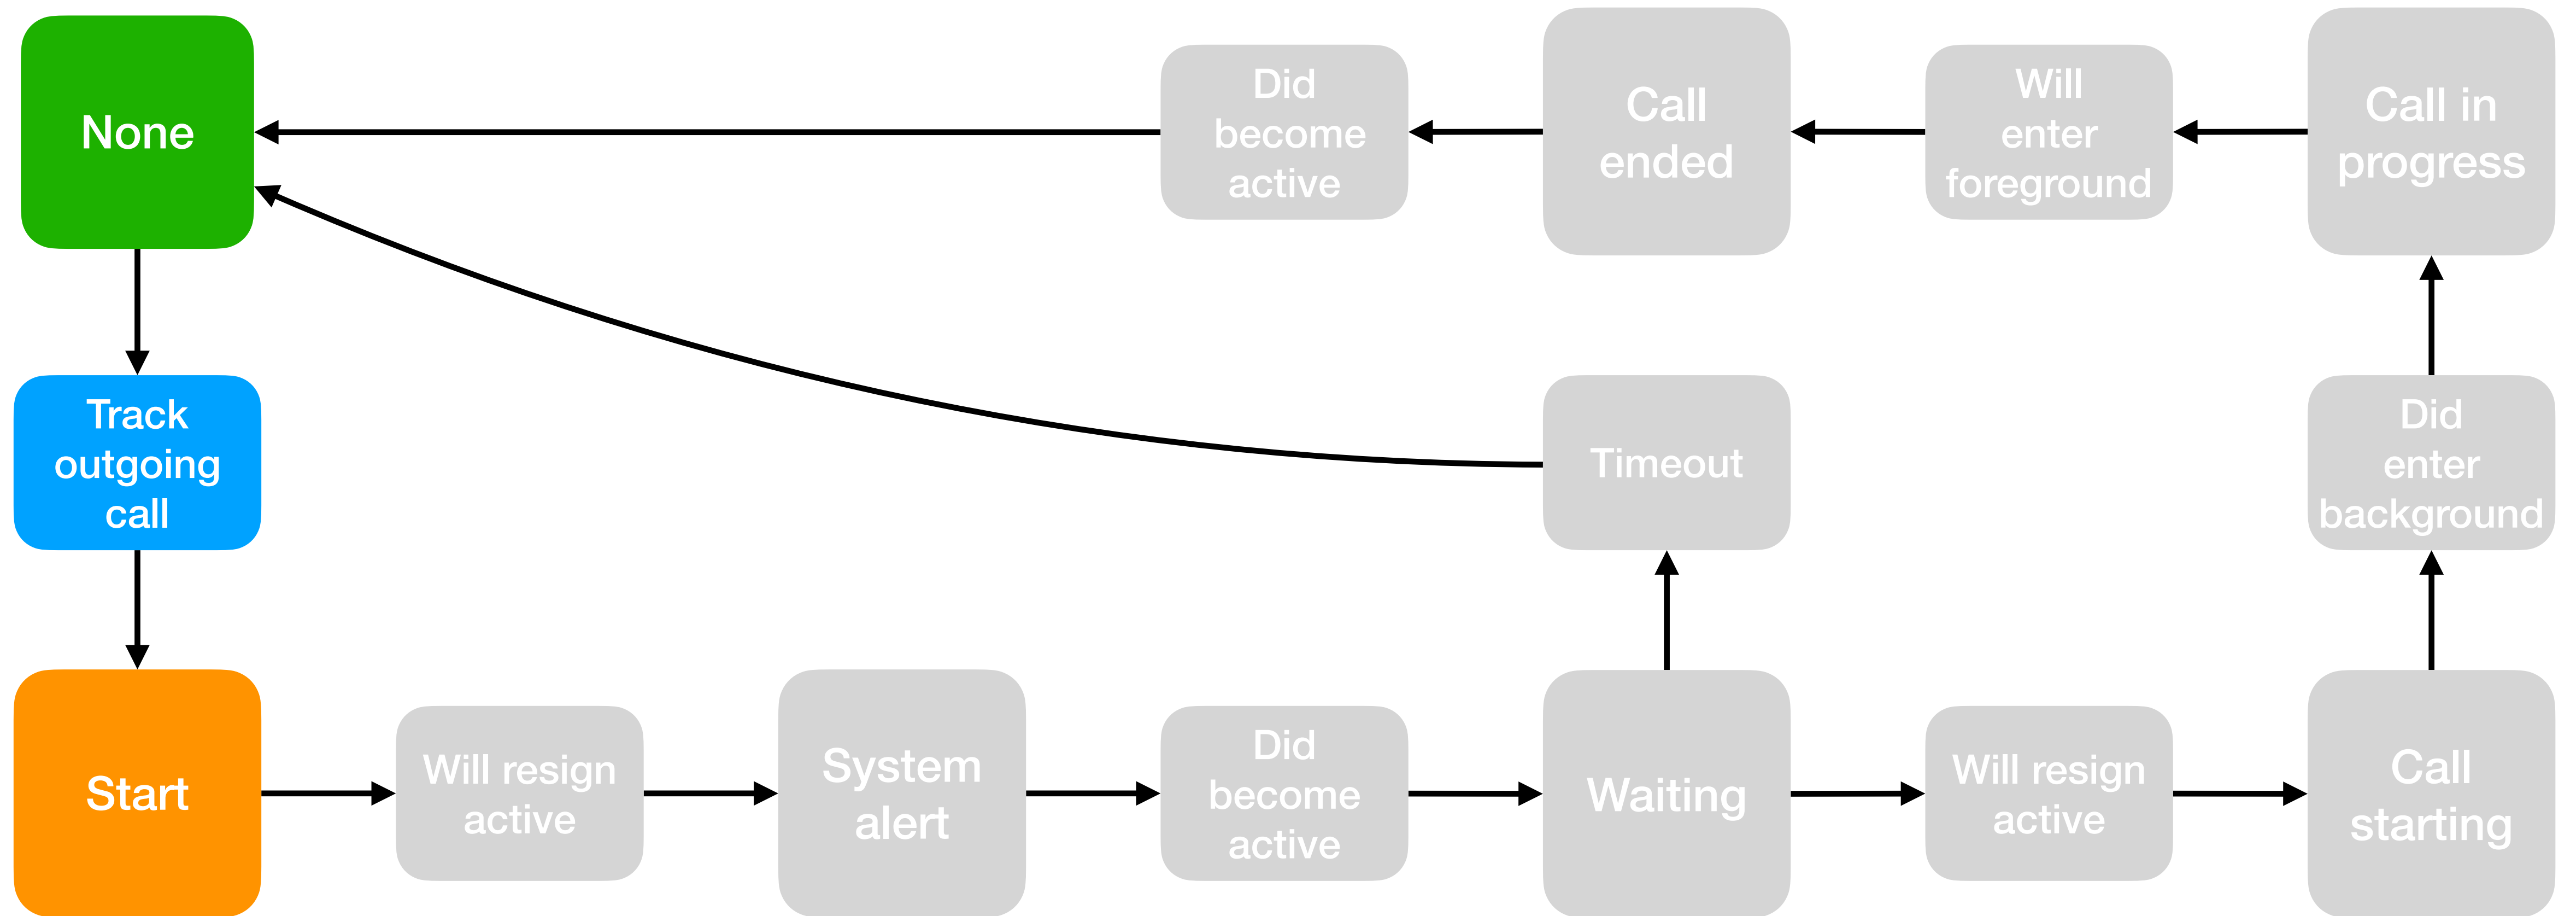 None
Did
become
active
Call
ended
Will
enter
foreground
Call in
progress
Track
outgoing
call
Timeout
Did
enter
background
Start
Will resign
active
System
alert
Did
become
active
Waiting
Will resign
active
Call
starting